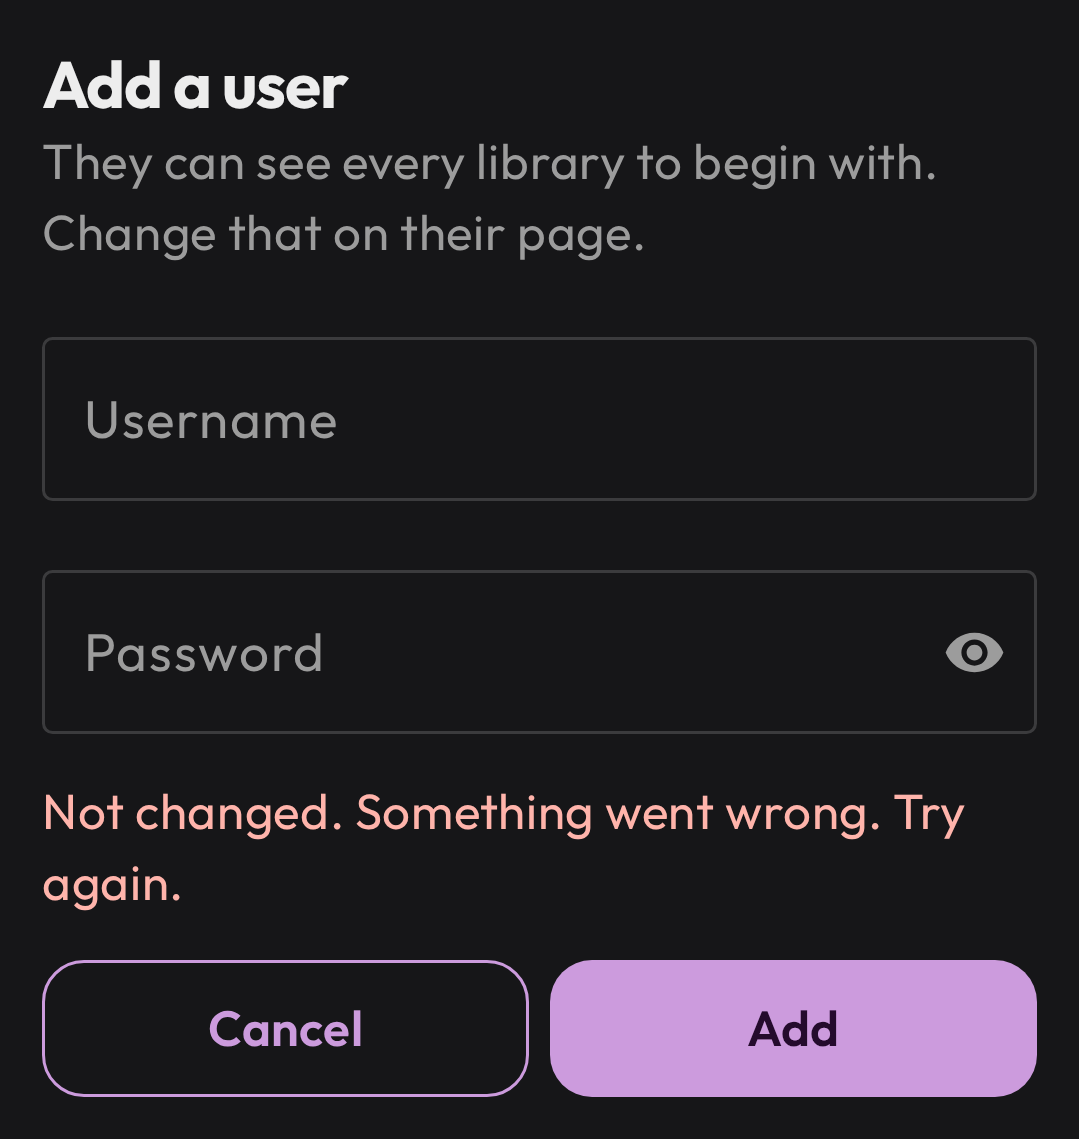 Add a user
They can see every library to begin with.
Change that on their page.
Username
Password
Not changed. Something went wrong. Try
again.
Cancel
Add